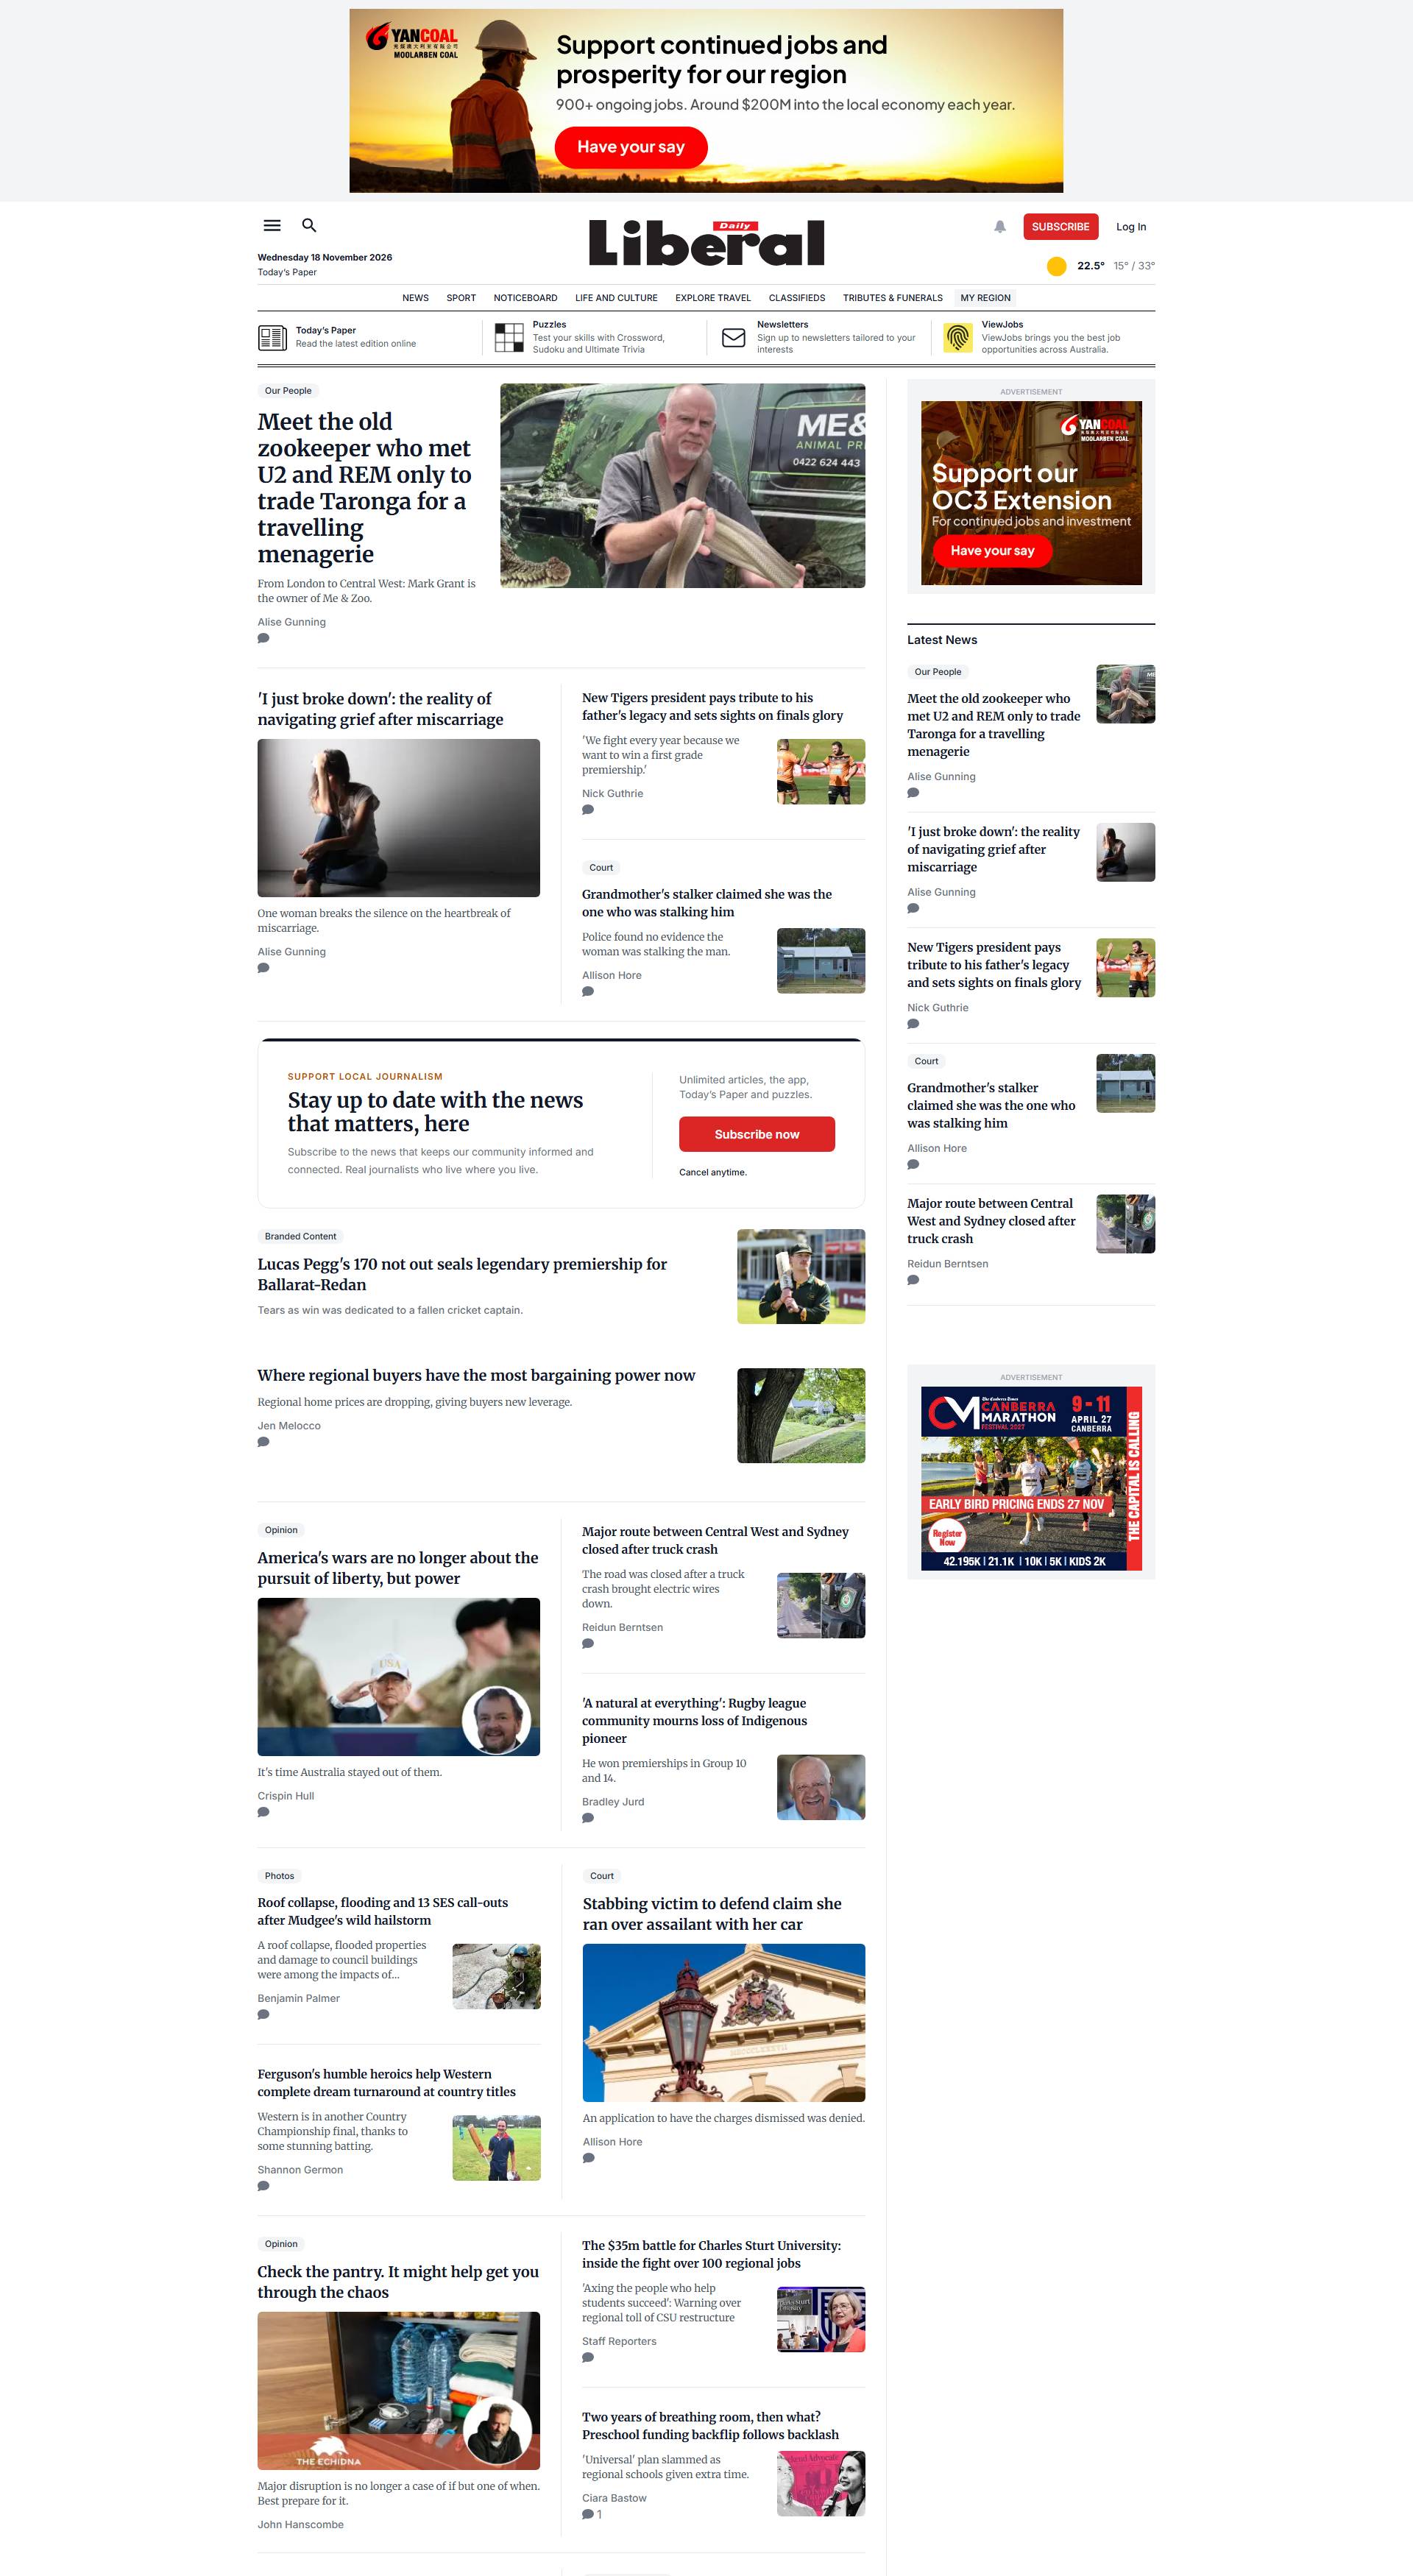 YANCOAL
MOOLARBEN COAL
Support continued jobs and
prosperity for our region
900+ ongoing jobs. Around $200M into the local economy each year.
Have your say
Daily
Liberal
SUBSCRIBE
Log In
Wednesday 18 November 2026
Today's Paper
22.5° 15° / 33°
NEWS SPORT NOTICEBOARD LIFE AND CULTURE EXPLORE TRAVEL CLASSIFIEDS TRIBUTES & FUNERALS MY REGION
Today's Paper
Read the latest edition online
Puzzles
Test your skills with Crossword,
Sudoku and Ultimate Trivia
Newsletters
Sign up to newsletters tailored to your
interests
ViewJobs
ViewJobs brings you the best job
opportunities across Australia.
Our People
Meet the old
zookeeper who met
U2 and REM only to
trade Taronga for a
travelling
menagerie
From London to Central West: Mark Grant is
the owner of Me & Zoo.
Alise Gunning
ME&
ANIMAL PR
0422 624 443
'I just broke down': the reality of
navigating grief after miscarriage
One woman breaks the silence on the heartbreak of
miscarriage.
Alise Gunning
New Tigers president pays tribute to his
father's legacy and sets sights on finals glory
'We fight every year because we
want to win a first grade
premiership.'
Nick Guthrie
Court
Grandmother's stalker claimed she was the
one who was stalking him
Police found no evidence the
woman was stalking the man.
Allison Hore
SUPPORT LOCAL JOURNALISM
Stay up to date with the news
that matters, here
Subscribe to the news that keeps our community informed and
connected. Real journalists who live where you live.
Unlimited articles, the app,
Today's Paper and puzzles.
Subscribe now
Cancel anytime.
Branded Content
Lucas Pegg's 170 not out seals legendary premiership for
Ballarat-Redan
Tears as win was dedicated to a fallen cricket captain.
Where regional buyers have the most bargaining power now
Regional home prices are dropping, giving buyers new leverage.
Jen Melocco
Opinion
America's wars are no longer about the
pursuit of liberty, but power
USA
It's time Australia stayed out of them.
Crispin Hull
Major route between Central West and Sydney
closed after truck crash
The road was closed after a truck
crash brought electric wires
down.
Reidun Berntsen
'A natural at everything': Rugby league
community mourns loss of Indigenous
pioneer
He won premierships in Group 10
and 14.
Bradley Jurd
Photos
Roof collapse, flooding and 13 SES call-outs
after Mudgee's wild hailstorm
A roof collapse, flooded properties
and damage to council buildings
were among the impacts of...
Benjamin Palmer
Ferguson's humble heroics help Western
complete dream turnaround at country titles
Western is in another Country
Championship final, thanks to
some stunning batting.
Shannon Germon
Court
Stabbing victim to defend claim she
ran over assailant with her car
An application to have the charges dismissed was denied.
Allison Hore
Opinion
Check the pantry. It might help get you
through the chaos
THE ECHIDNA
Major disruption is no longer a case of if but one of when.
Best prepare for it.
John Hanscombe
The $35m battle for Charles Sturt University:
inside the fight over 100 regional jobs
'Axing the people who help
students succeed': Warning over
regional toll of CSU restructure
Staff Reporters
Two years of breathing room, then what?
Preschool funding backflip follows backlash
'Universal' plan slammed as
regional schools given extra time.
Ciara Bastow
1
ADVERTISEMENT
YANCOAL
MOOLARBEN COAL
Support our
OC3 Extension
For continued jobs and investment
Have your say
Latest News
Our People
Meet the old zookeeper who
met U2 and REM only to trade
Taronga for a travelling
menagerie
Alise Gunning
'I just broke down': the reality
of navigating grief after
miscarriage
Alise Gunning
New Tigers president pays
tribute to his father's legacy
and sets sights on finals glory
Nick Guthrie
Court
Grandmother's stalker
claimed she was the one who
was stalking him
Allison Hore
Major route between Central
West and Sydney closed after
truck crash
Reidun Berntsen
ADVERTISEMENT
The Canberra Times
CANBERRA
MARATHON
FESTIVAL 2027
9 - 11
APRIL 27
CANBERRA
THE CAPITAL IS CALLING
EARLY BIRD PRICING ENDS 27 NOV
Register
Now
42.195K | 21.1K | 10K | 5K | KIDS 2K